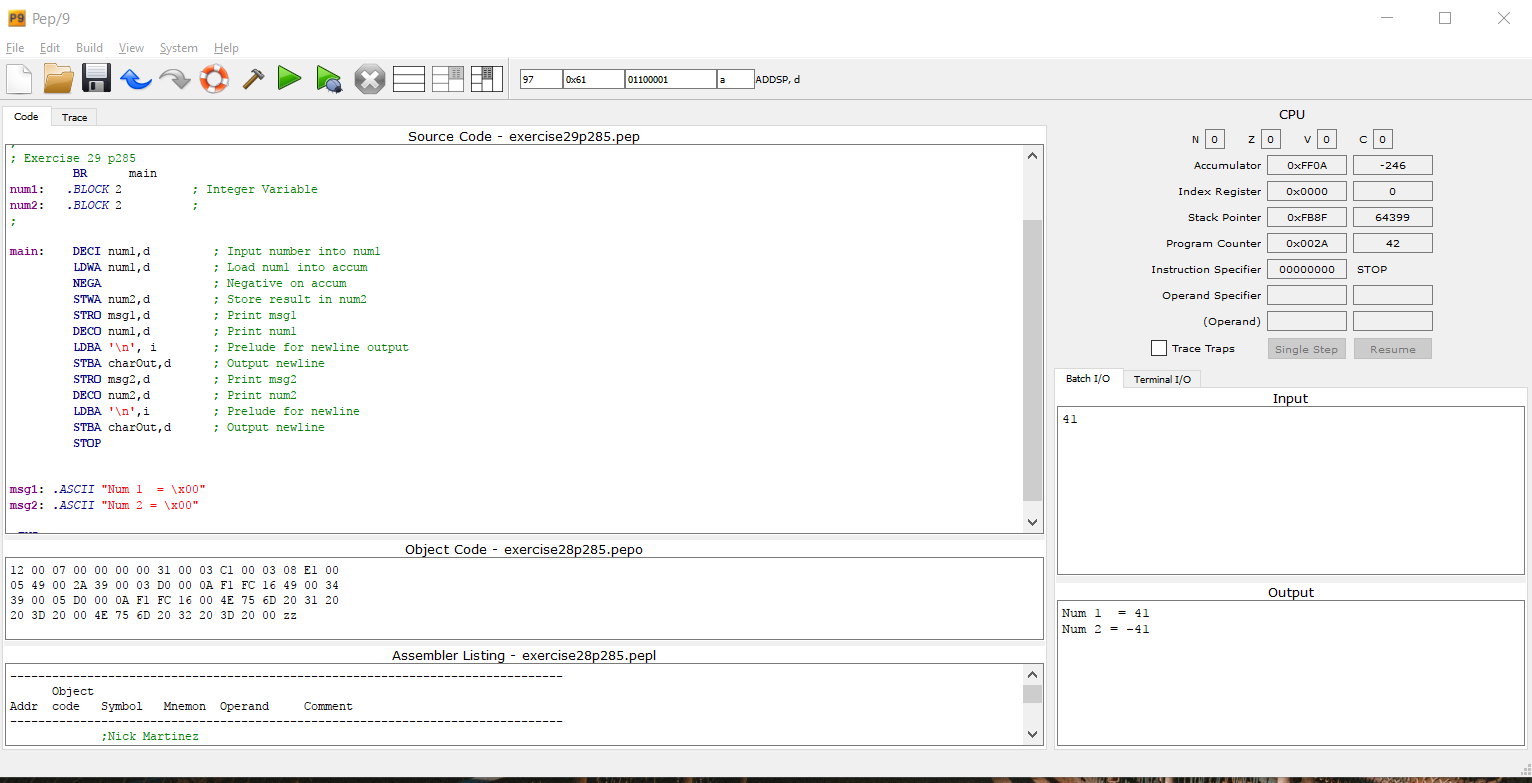 Pep/9
File Edit Build View System Help
97 0x61 01100001 a ADDSP, d
Code Trace
Source Code - exercise29p285.pep
;
; Exercise 29 p285
BR main
num1: .BLOCK 2 ; Integer Variable
num2: .BLOCK 2 ;
;
main: DECI num1,d ; Input number into num1
LDWA num1,d ; Load num1 into accum
NEGA ; Negative on accum
STWA num2,d ; Store result in num2
STRO msg1,d ; Print msg1
DECO num1,d ; Print num1
LDBA '\n', i ; Prelude for newline output
STBA charOut,d ; Output newline
STRO msg2,d ; Print msg2
DECO num2,d ; Print num2
LDBA '\n',i ; Prelude for newline
STBA charOut,d ; Output newline
STOP
msg1: .ASCII "Num 1  = \x00"
msg2: .ASCII "Num 2 = \x00"
Object Code - exercise28p285.pepo
12 00 07 00 00 00 00 31 00 03 C1 00 03 08 E1 00
05 49 00 2A 39 00 03 D0 00 0A F1 FC 16 49 00 34
39 00 05 D0 00 0A F1 FC 16 00 4E 75 6D 20 31 20
20 3D 20 00 4E 75 6D 20 32 20 3D 20 00 zz
Assembler Listing - exercise28p285.pepl
-------------------------------------------------------------------------------
Object
Addr code Symbol Mnemon Operand Comment
-------------------------------------------------------------------------------
;Nick Martinez
CPU
N 0 Z 0 V 0 C 0
Accumulator 0xFF0A -246
Index Register 0x0000 0
Stack Pointer 0xFB8F 64399
Program Counter 0x002A 42
Instruction Specifier 00000000 STOP
Operand Specifier
(Operand)
Trace Traps Single Step Resume
Batch I/O Terminal I/O
Input
41
Output
Num 1  = 41
Num 2 = -41